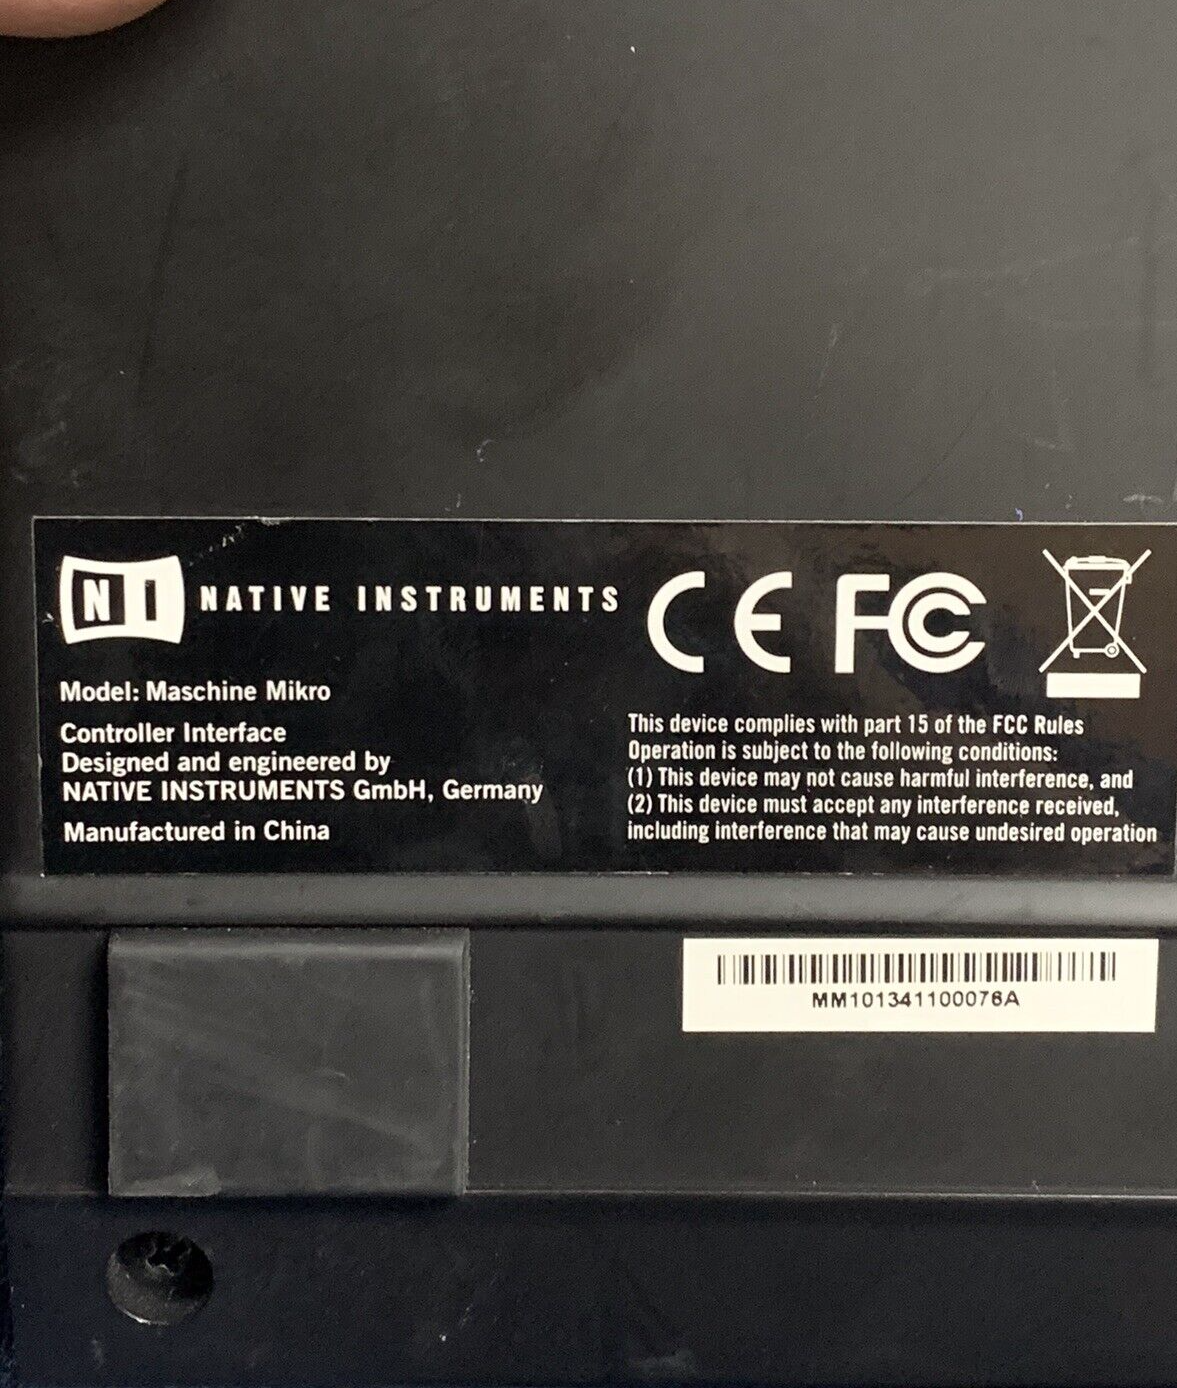 NI NATIVE INSTRUMENTS CE FC
Model: Maschine Mikro
Controller Interface
Designed and engineered by
NATIVE INSTRUMENTS GmbH, Germany
Manufactured in China
This device complies with part 15 of the FCC Rules
Operation is subject to the following conditions:
(1) This device may not cause harmful interference, and
(2) This device must accept any interference received,
including interference that may cause undesired operation
MM101341100076A